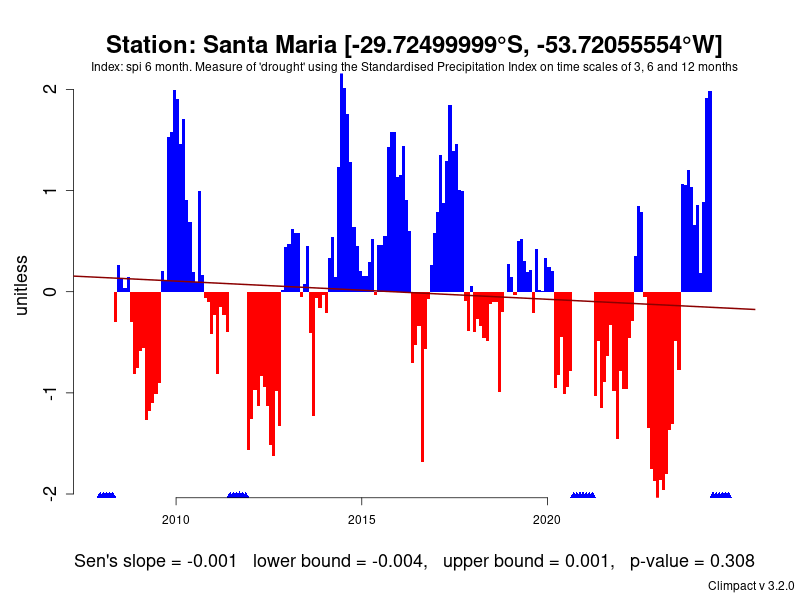 Station: Santa Maria [-29.72499999°S, -53.72055554°W]
Index: spi 6 month. Measure of 'drought' using the Standardised Precipitation Index on time scales of 3, 6 and 12 months
2
1
0
-1
-2
unitless
2010 2015 2020
Sen's slope = -0.001 lower bound = -0.004, upper bound = 0.001, p-value = 0.308
Climpact v 3.2.0